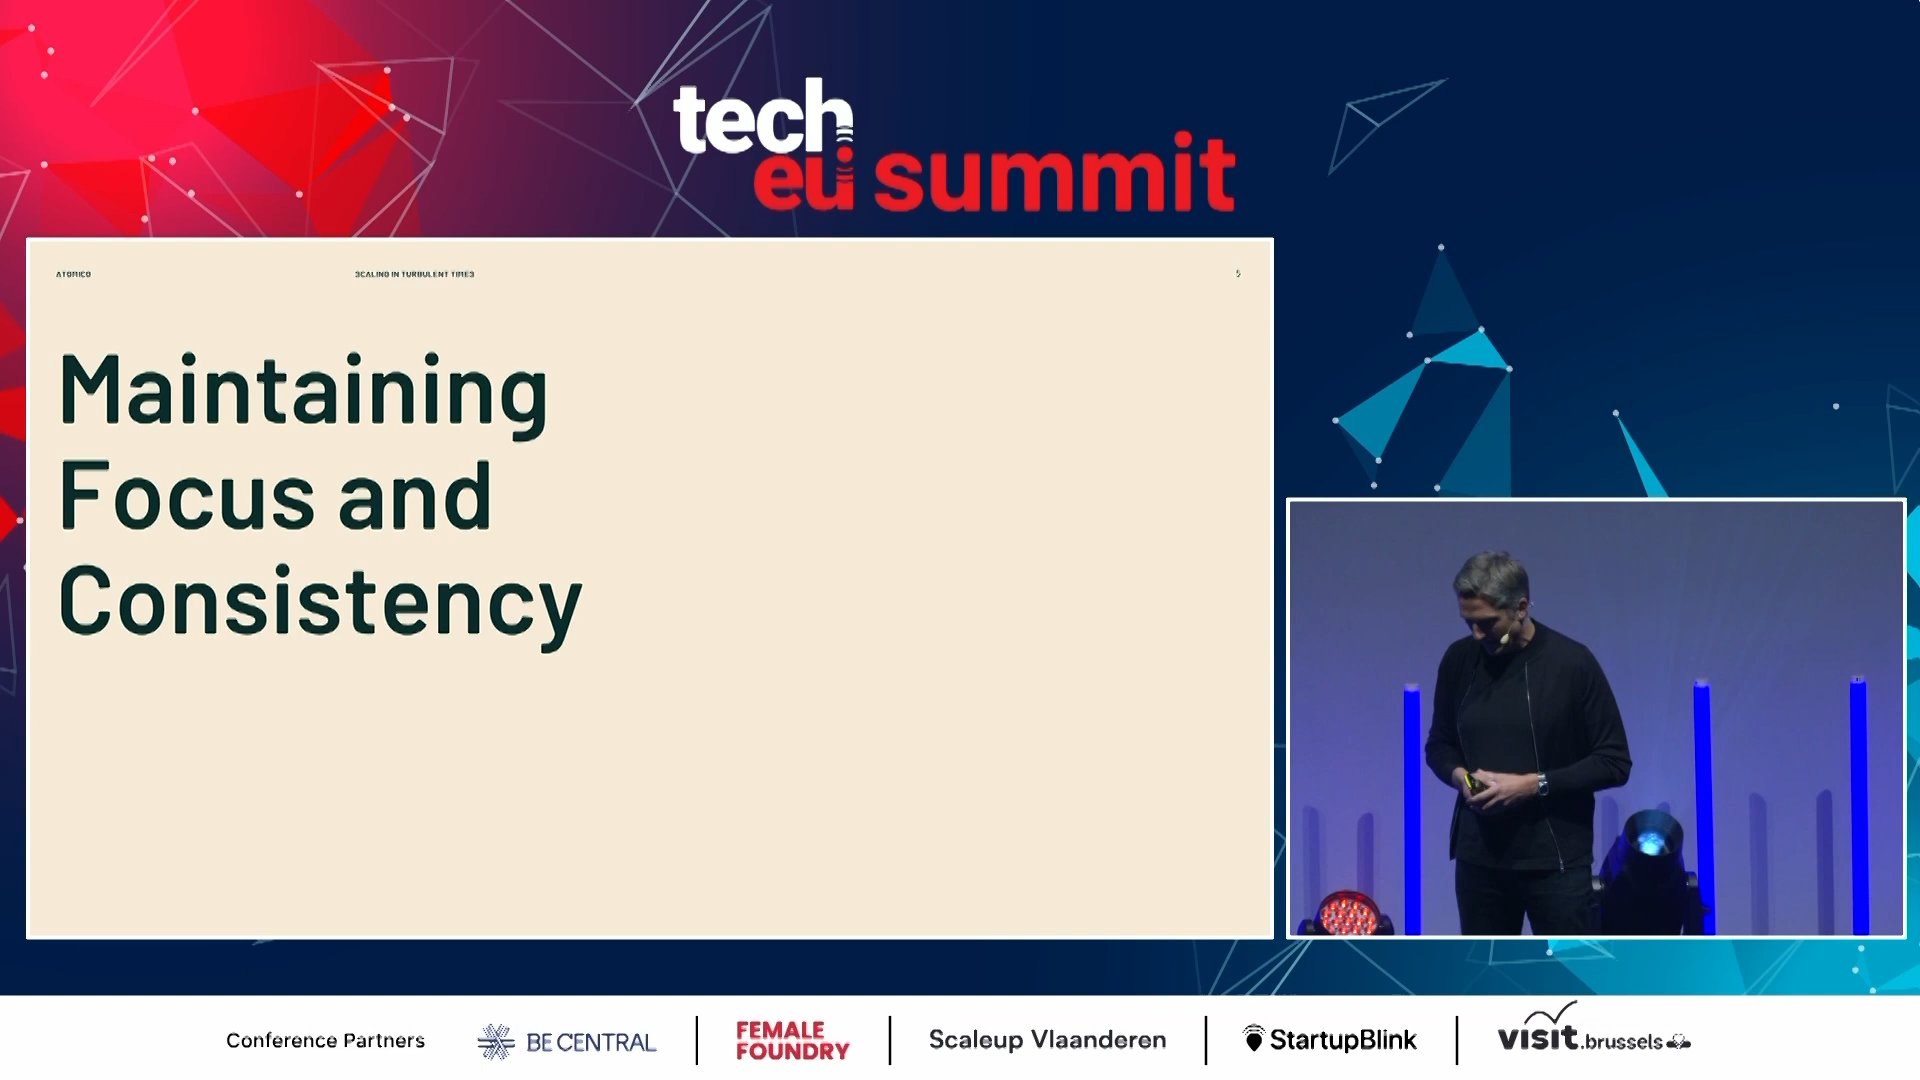 tech
eu summit
ATOMICO
SCALING IN TURBULENT TIMES
5
Maintaining
Focus and
Consistency
Conference Partners
BE CENTRAL
FEMALE
FOUNDRY
Scaleup Vlaanderen
StartupBlink
visit.brussels